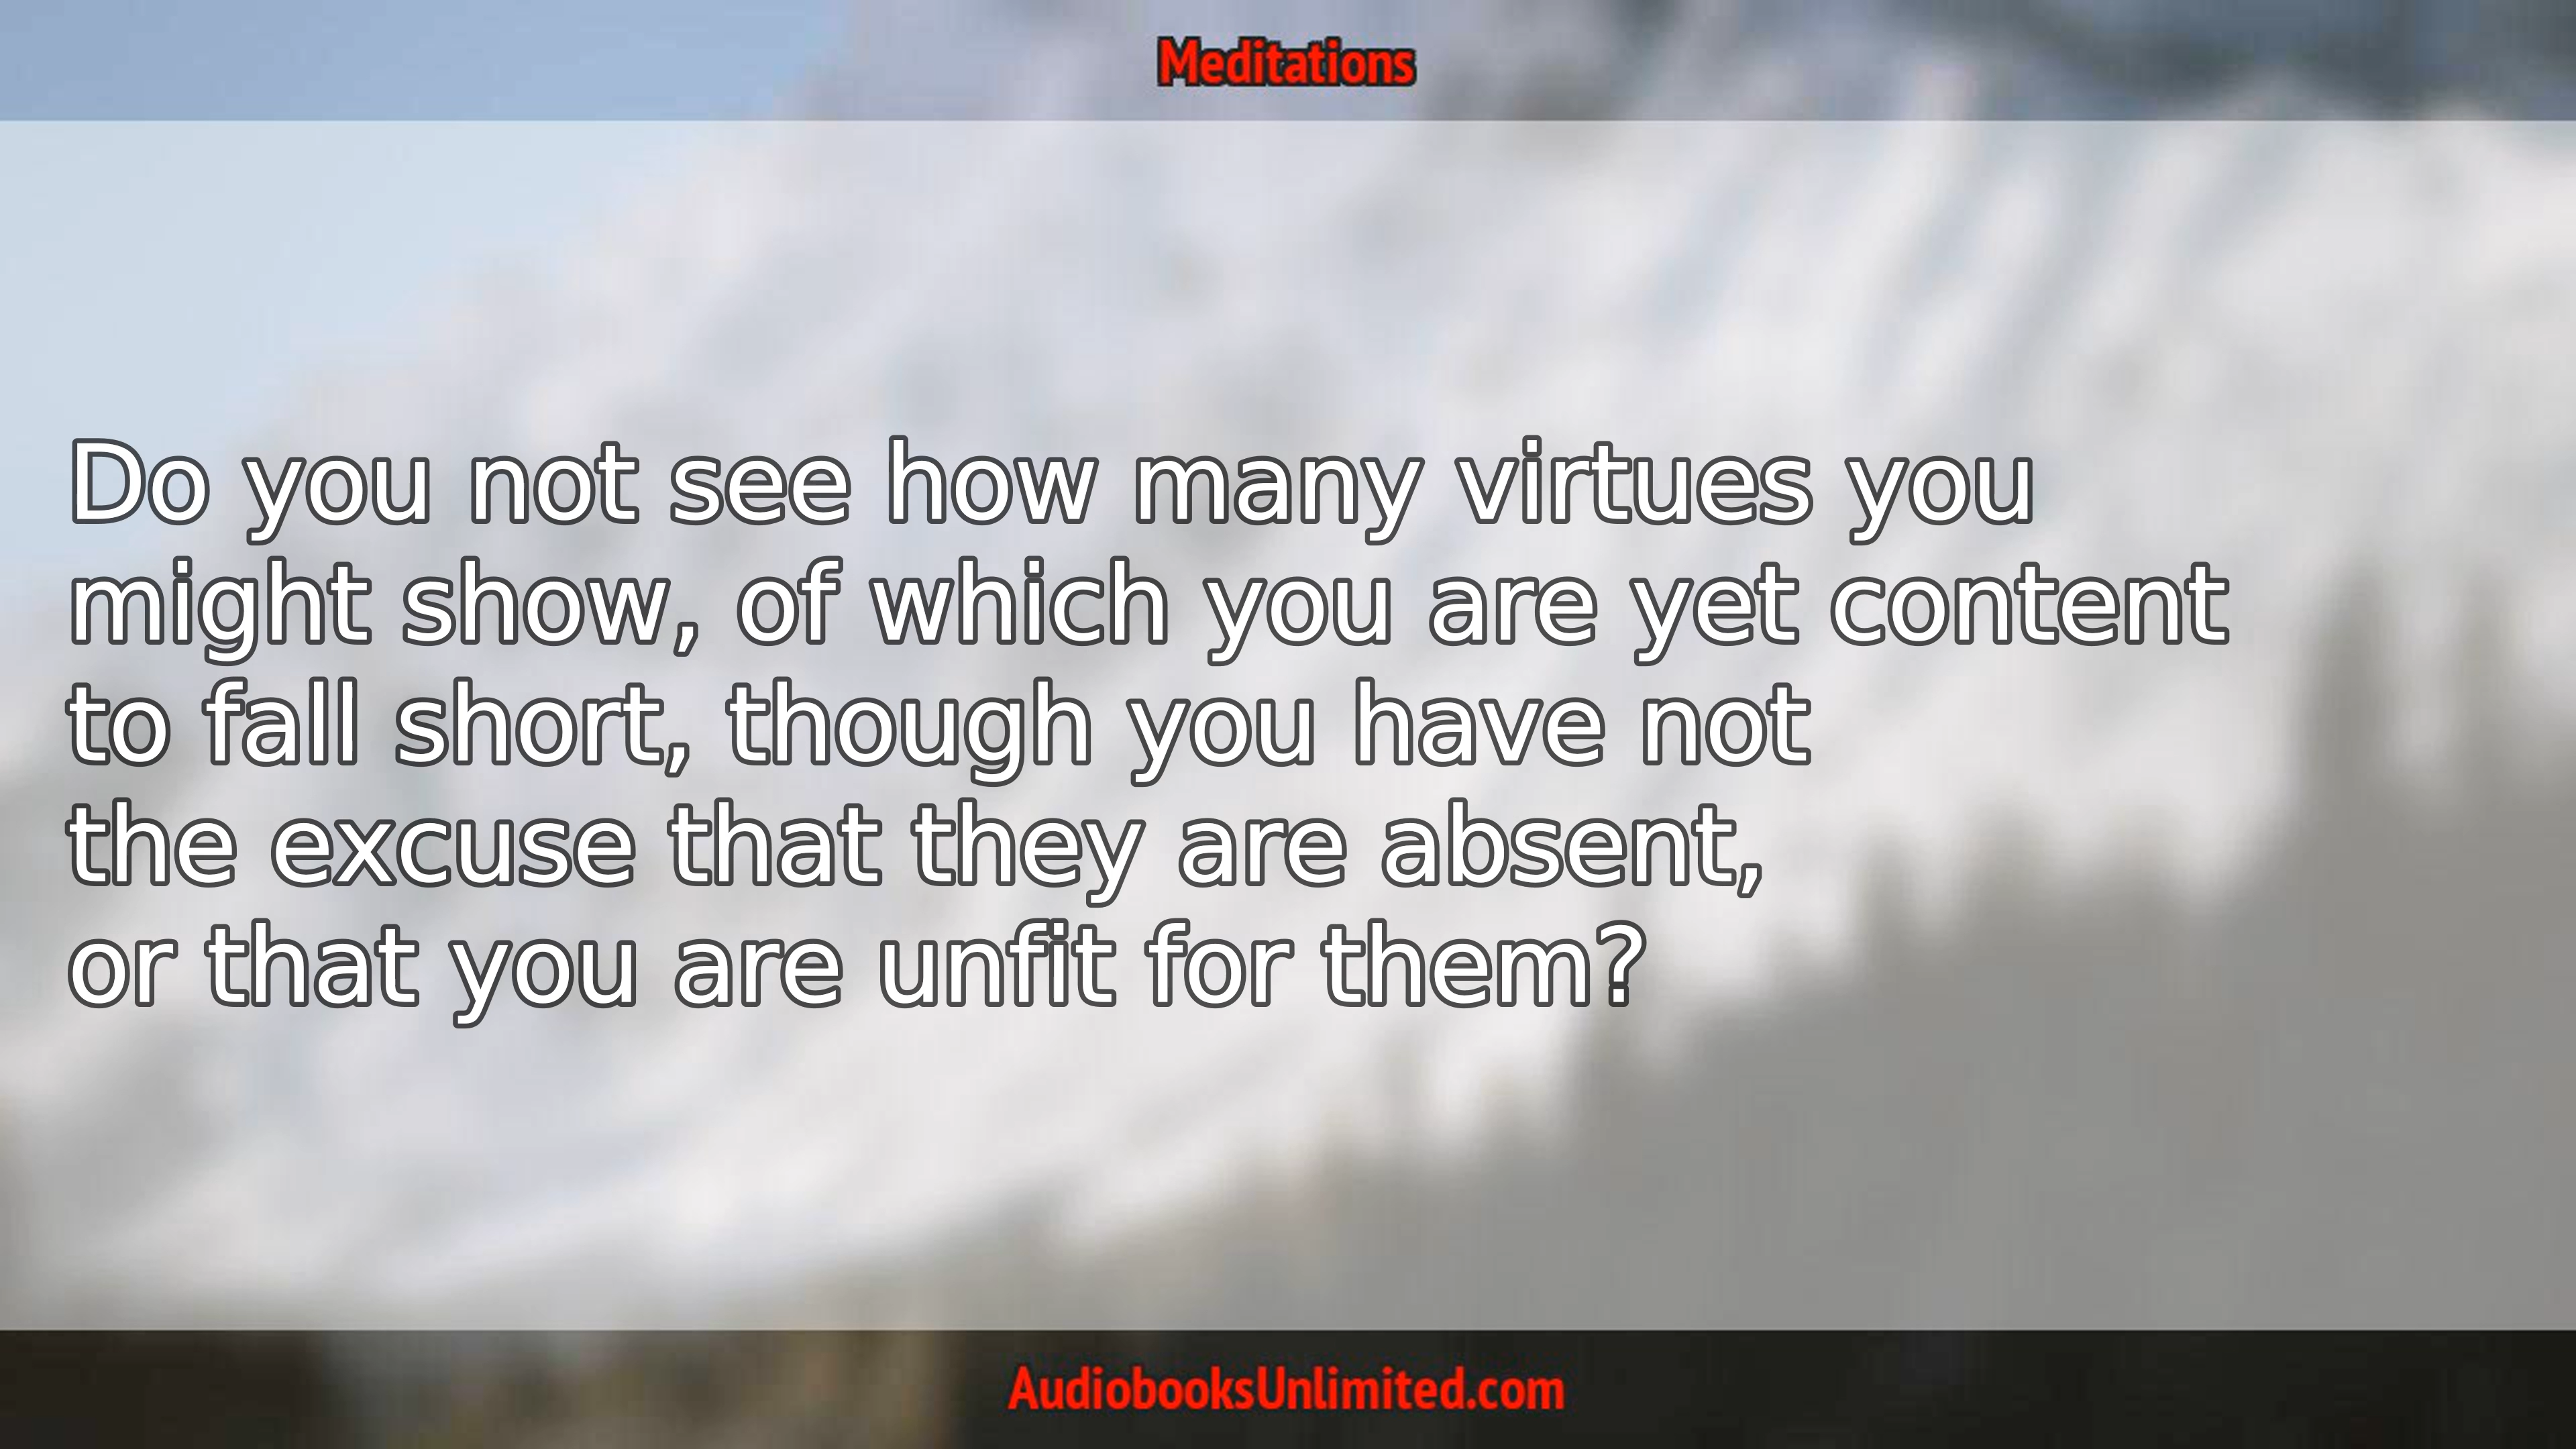 Meditations
Do you not see how many virtues you
might show, of which you are yet content
to fall short, though you have not
the excuse that they are absent,
or that you are unfit for them?
AudiobooksUnlimited.com